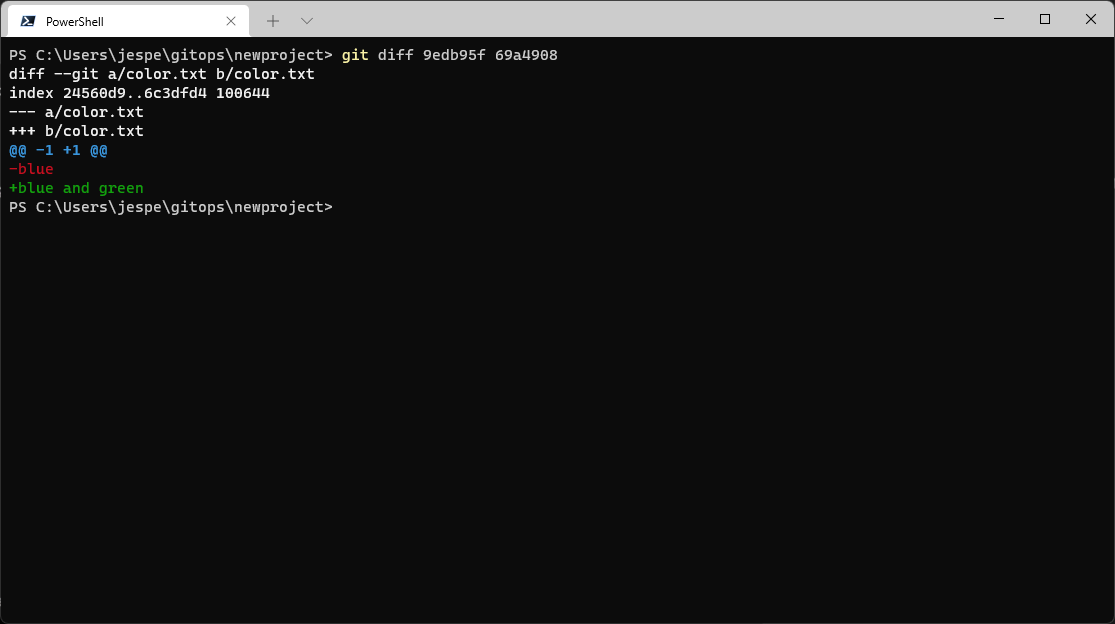 PowerShell
PS C:\Users\jespe\gitops\newproject> git diff 9edb95f 69a4908
diff --git a/color.txt b/color.txt
index 24560d9..6c3dfd4 100644
--- a/color.txt
+++ b/color.txt
@@ -1 +1 @@
-blue
+blue and green
PS C:\Users\jespe\gitops\newproject>